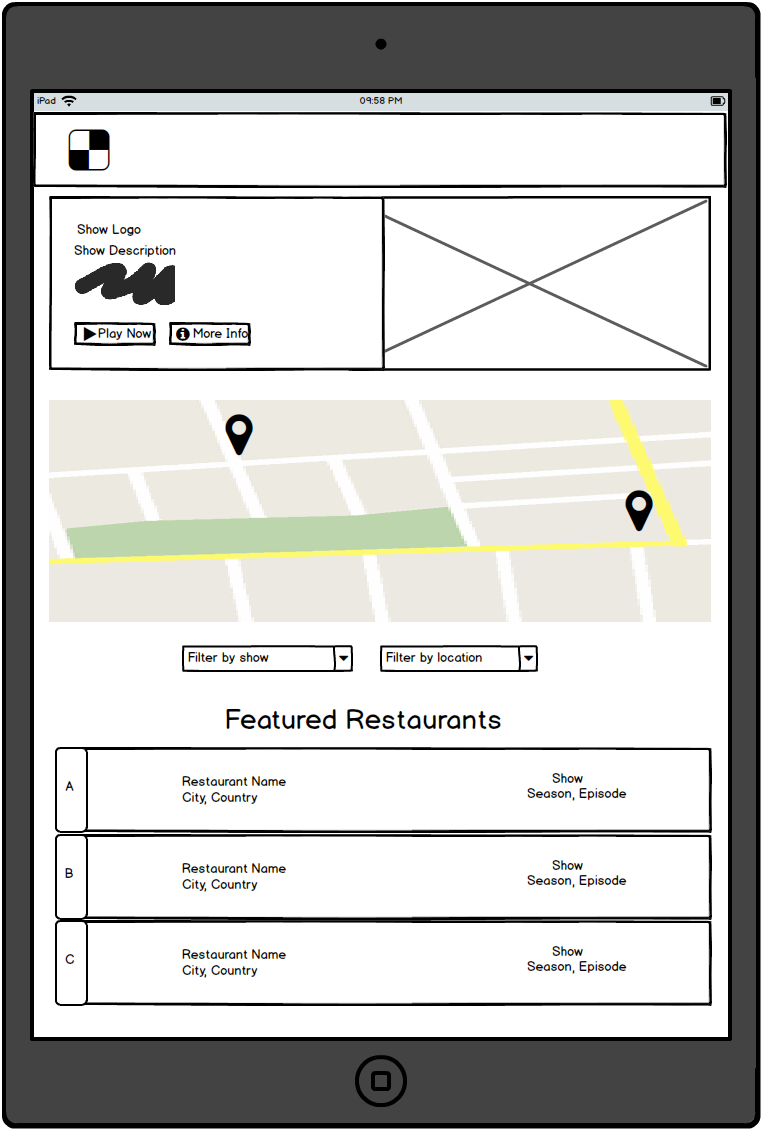 iPad
09:58 PM
Show Logo
Show Description
Play Now
More Info
Filter by show
Filter by location
Featured Restaurants
A
Restaurant Name
City, Country
Show
Season, Episode
B
Restaurant Name
City, Country
Show
Season, Episode
C
Restaurant Name
City, Country
Show
Season, Episode